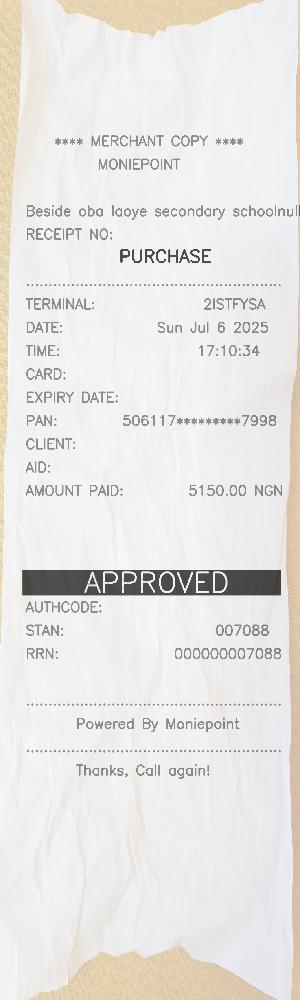 **** MERCHANT COPY ****
MONIEPOINT
Beside oba laoye secondary schoolnull
RECEIPT NO:
PURCHASE
TERMINAL: 2ISTFYSA
DATE: Sun Jul 6 2025
TIME: 17:10:34
CARD:
EXPIRY DATE:
PAN: 506117*********7998
CLIENT:
AID:
AMOUNT PAID: 5150.00 NGN
APPROVED
AUTHCODE:
STAN: 007088
RRN: 000000007088
Powered By Moniepoint
Thanks, Call again!